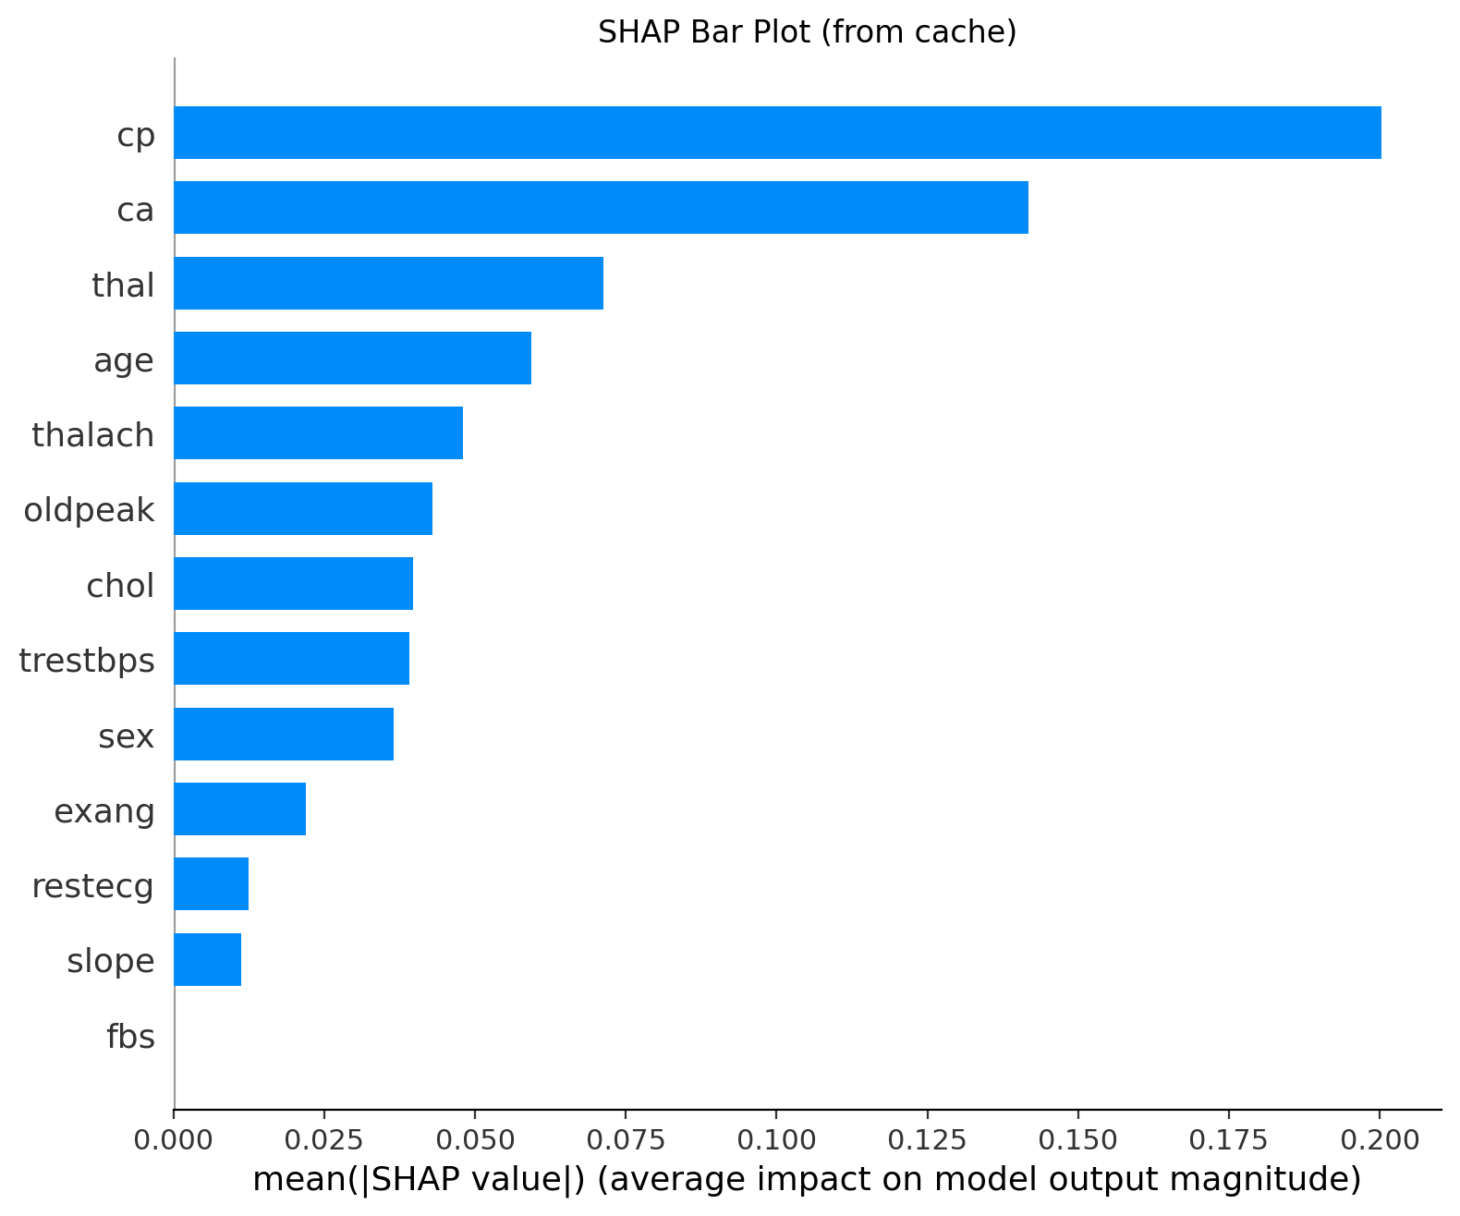 SHAP Bar Plot (from cache)
cp
ca
thal
age
thalach
oldpeak
chol
trestbps
sex
exang
restecg
slope
fbs
0.000 0.025 0.050 0.075 0.100 0.125 0.150 0.175 0.200
mean(|SHAP value|) (average impact on model output magnitude)